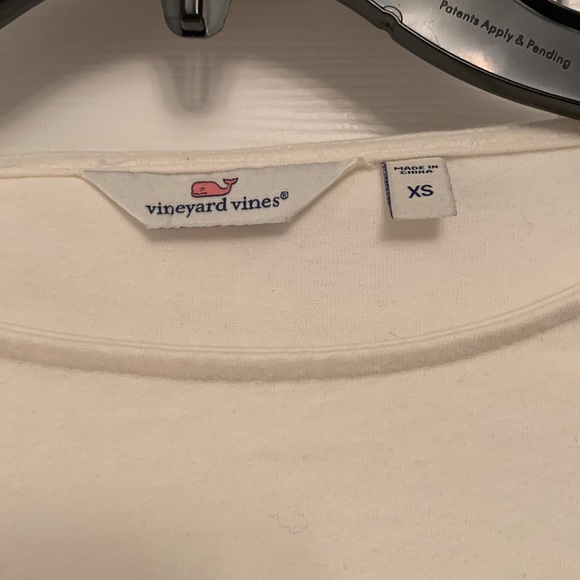 Patents Apply & Pending
vineyard vines®
MADE IN
CHINA
XS